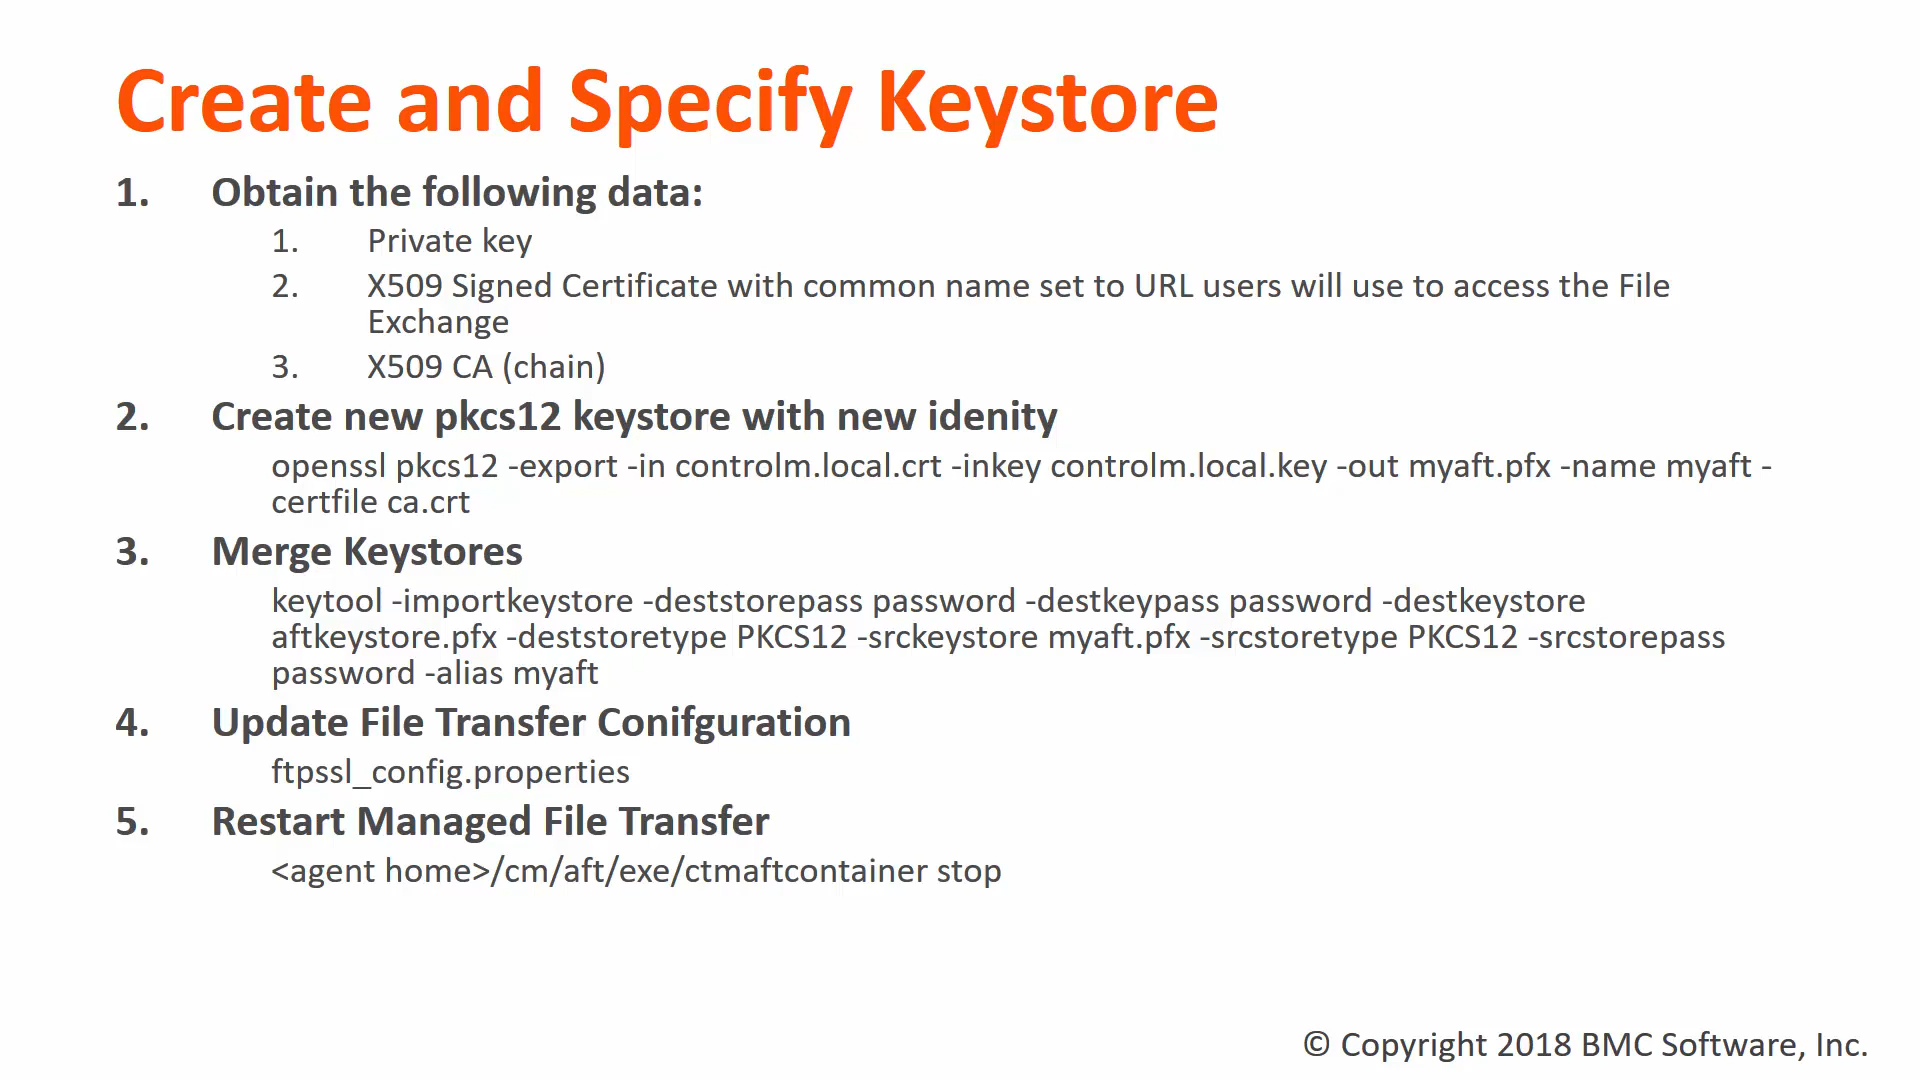 Create and Specify Keystore
1. Obtain the following data:
1. Private key
2. X509 Signed Certificate with common name set to URL users will use to access the File
Exchange
3. X509 CA (chain)
2. Create new pkcs12 keystore with new idenity
openssl pkcs12 -export -in controlm.local.crt -inkey controlm.local.key -out myaft.pfx -name myaft -
certfile ca.crt
3. Merge Keystores
keytool -importkeystore -deststorepass password -destkeypass password -destkeystore
aftkeystore.pfx -deststoretype PKCS12 -srckeystore myaft.pfx -srcstoretype PKCS12 -srcstorepass
password -alias myaft
4. Update File Transfer Conifguration
ftpssl_config.properties
5. Restart Managed File Transfer
<agent home>/cm/aft/exe/ctmaftcontainer stop
© Copyright 2018 BMC Software, Inc.